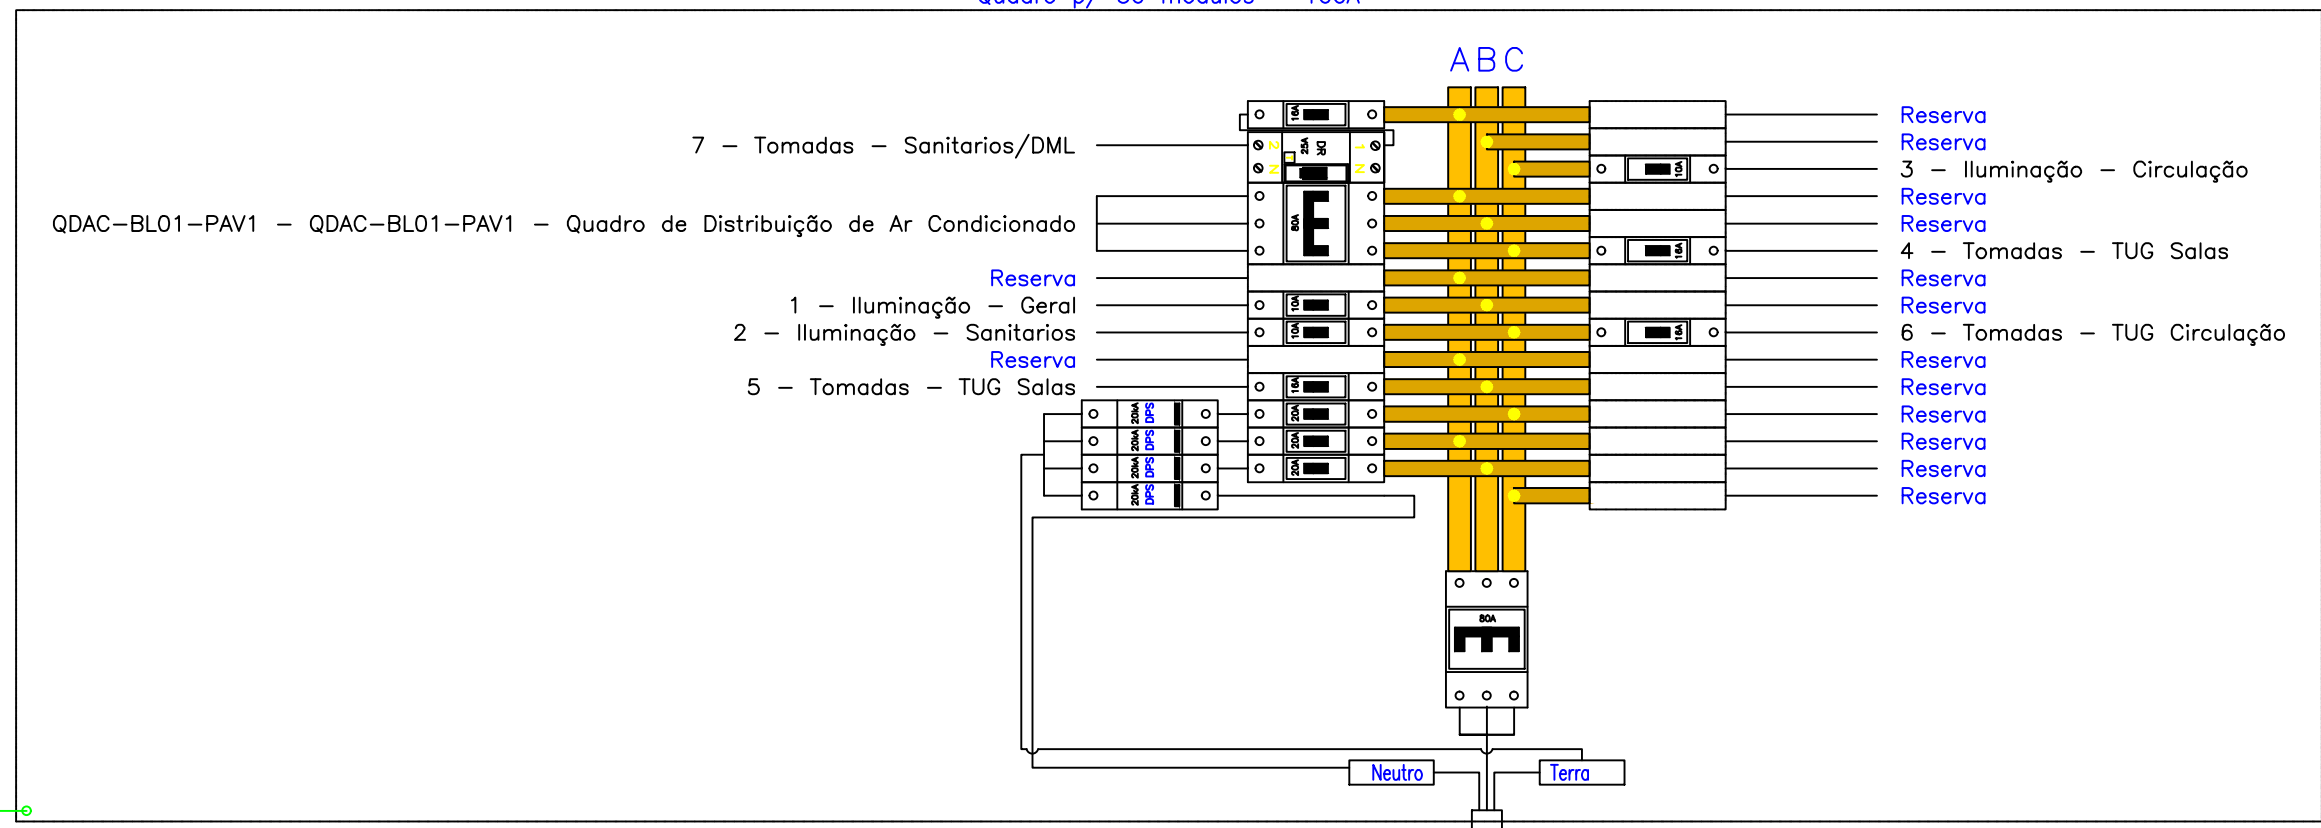 A B C
16A
Reserva
7 - Tomadas - Sanitarios/DML
2 25A DR 1
N N
Reserva
10A
3 - Iluminação - Circulação
Reserva
QDAC-BL01-PAV1 - QDAC-BL01-PAV1 - Quadro de Distribuição de Ar Condicionado
80A
Reserva
16A
4 - Tomadas - TUG Salas
Reserva
Reserva
1 - Iluminação - Geral
10A
Reserva
2 - Iluminação - Sanitarios
10A
16A
6 - Tomadas - TUG Circulação
Reserva
Reserva
5 - Tomadas - TUG Salas
16A
Reserva
20kA DPS
20A
Reserva
20kA DPS
20A
Reserva
20kA DPS
20A
Reserva
20kA DPS
Reserva
80A
Neutro
Terra